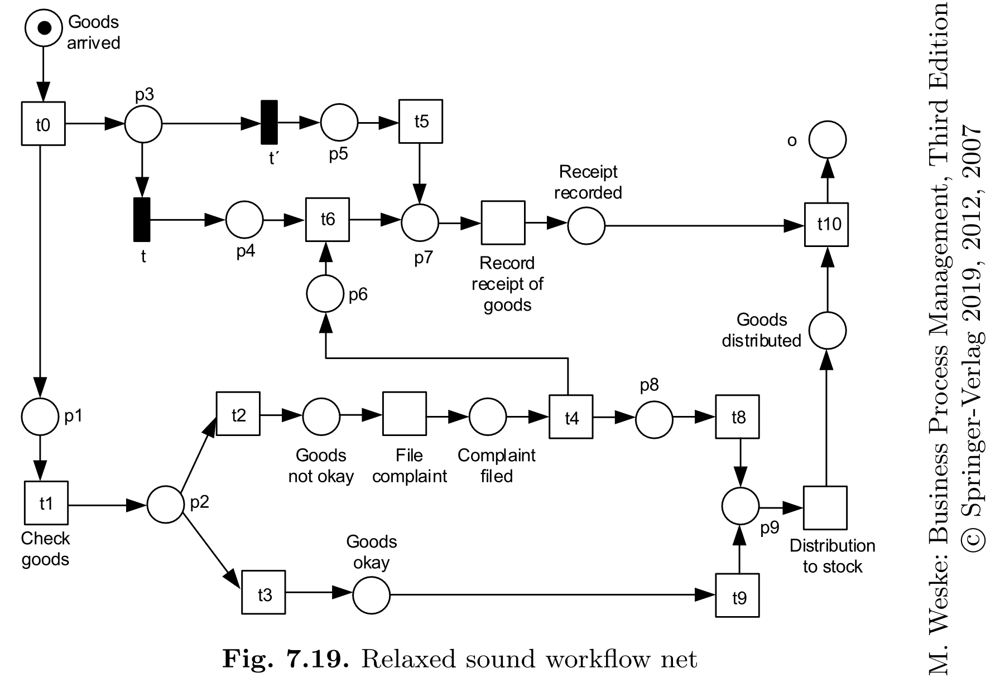 Goods
arrived
p3
t0
t´
p5
t5
o
Receipt
recorded
t
p4
t6
p7
Record
receipt of
goods
t10
p6
Goods
distributed
p1
t2
Goods
not okay
File
complaint
Complaint
filed
t4
p8
t8
t1
Check
goods
p2
p9
Distribution
to stock
t3
Goods
okay
t9
Fig. 7.19. Relaxed sound workflow net
M. Weske: Business Process Management, Third Edition
© Springer-Verlag 2019, 2012, 2007